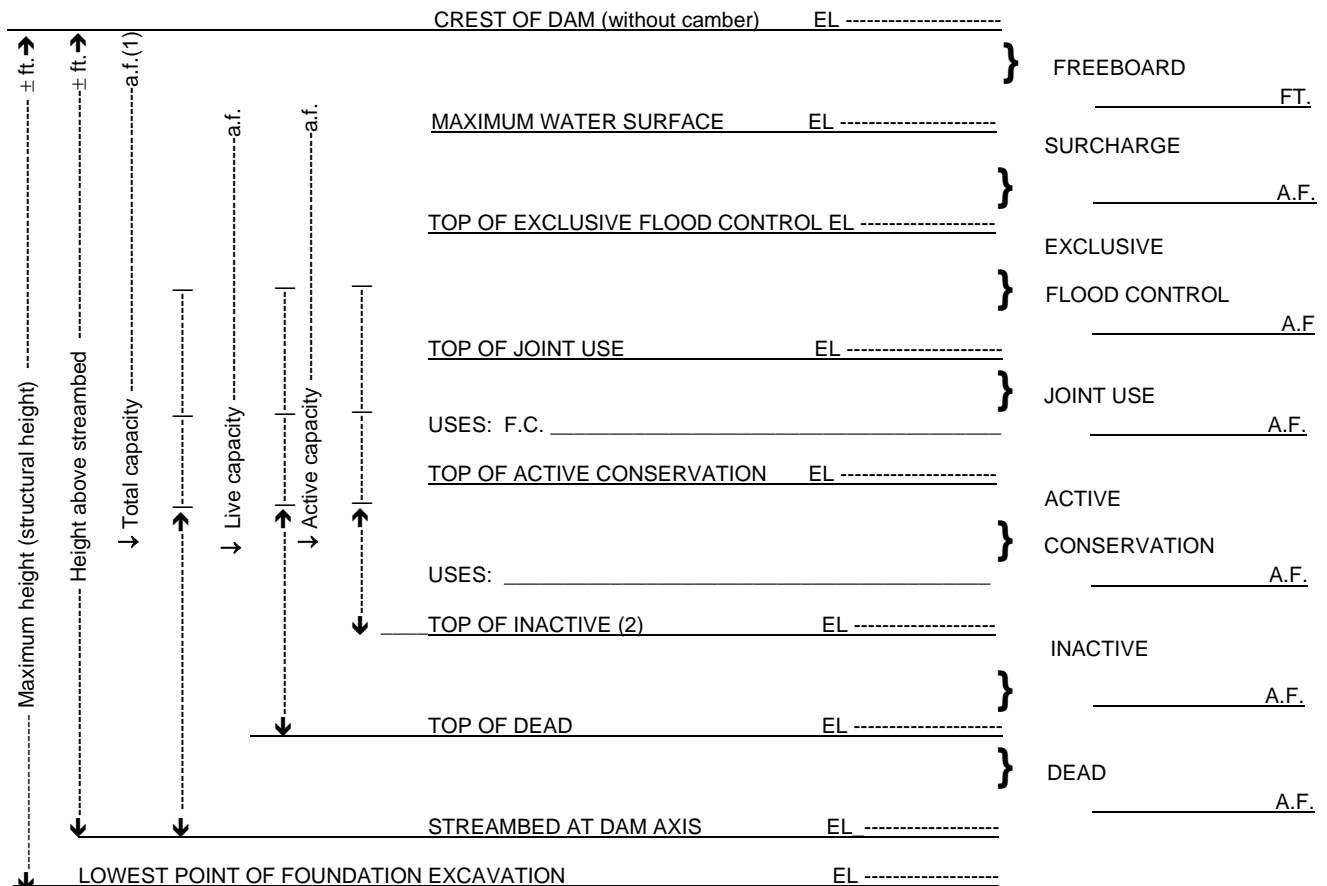 CREST OF DAM (without camber) EL ----------------------
FREEBOARD
FT.
MAXIMUM WATER SURFACE EL ----------------------
SURCHARGE
A.F.
TOP OF EXCLUSIVE FLOOD CONTROL EL -------------------
EXCLUSIVE
FLOOD CONTROL
A.F
TOP OF JOINT USE EL ---------------------
JOINT USE
USES: F.C. ________________________________________
A.F.
TOP OF ACTIVE CONSERVATION EL ----------------------
ACTIVE
CONSERVATION
USES: ___________________________________________
A.F.
TOP OF INACTIVE (2) EL --------------------
INACTIVE
A.F.
TOP OF DEAD EL ---------------------
DEAD
A.F.
STREAMBED AT DAM AXIS EL_-------------------
LOWEST POINT OF FOUNDATION EXCAVATION EL -------------------
Maximum height (structural height) ---------- ± ft.
Height above streambed ---------- ± ft.
↓ Total capacity ----------a.f.(1)
↓ Live capacity ----------a.f.
↓ Active capacity ----------a.f.